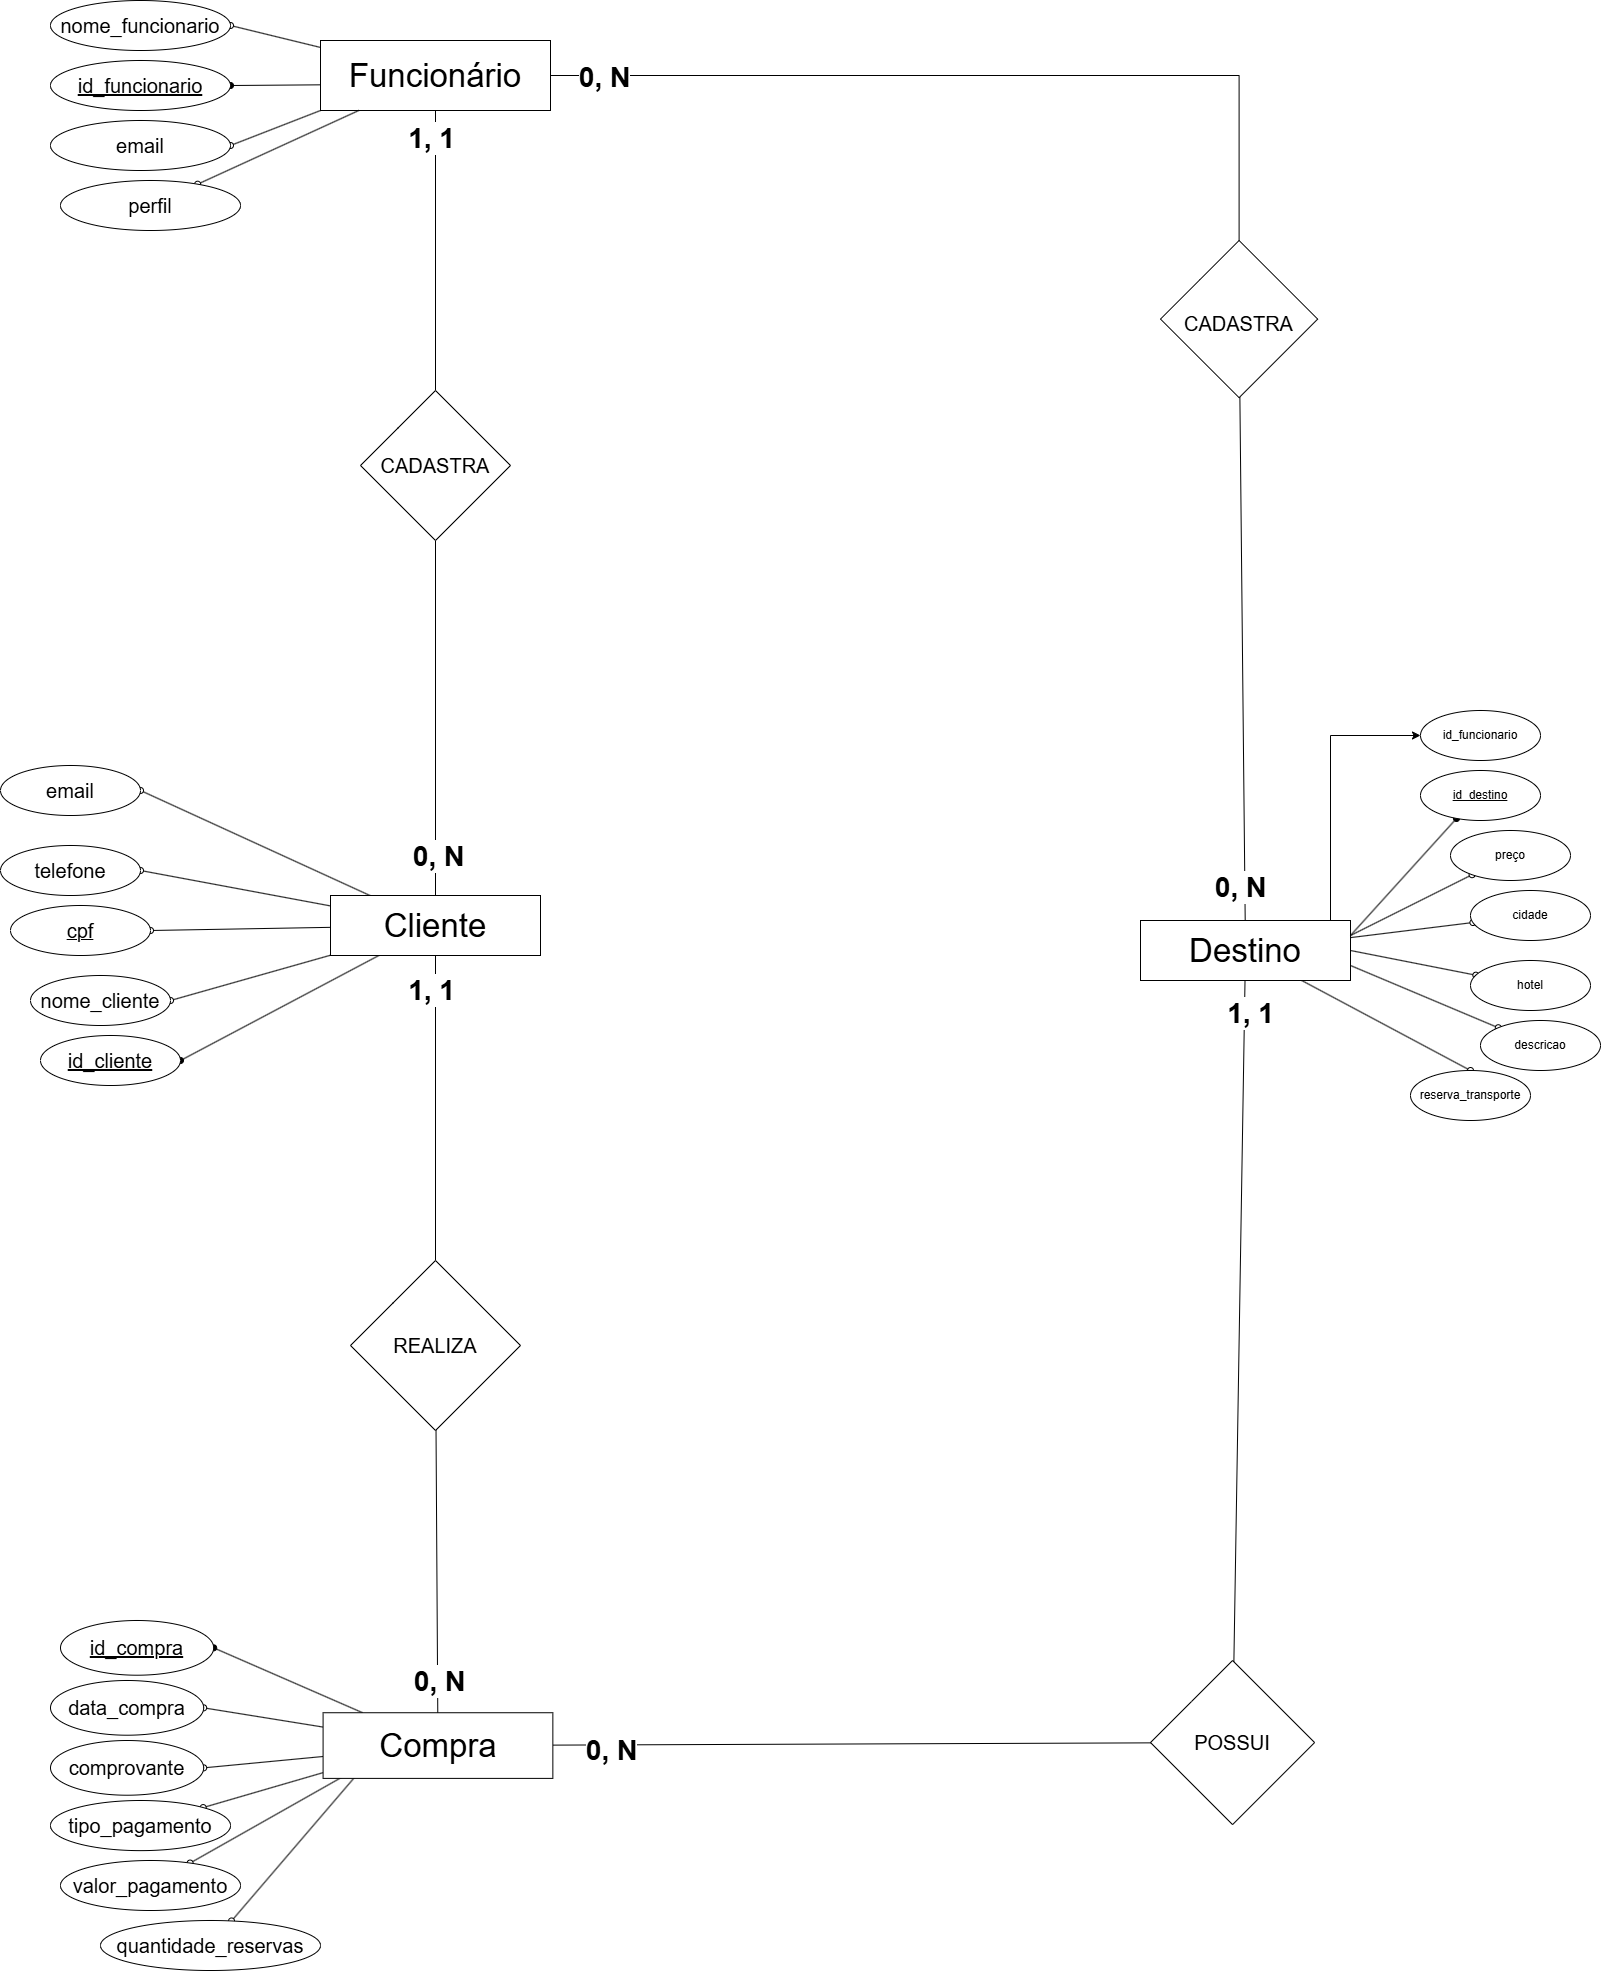 nome_funcionario
id_funcionario
email
perfil
Funcionário
0, N
1, 1
CADASTRA
CADASTRA
id_funcionario
id_destino
preço
cidade
hotel
descricao
reserva_transporte
0, N
Destino
1, 1
email
telefone
cpf
nome_cliente
id_cliente
0, N
Cliente
1, 1
REALIZA
id_compra
data_compra
comprovante
tipo_pagamento
valor_pagamento
quantidade_reservas
0, N
Compra
0, N
POSSUI